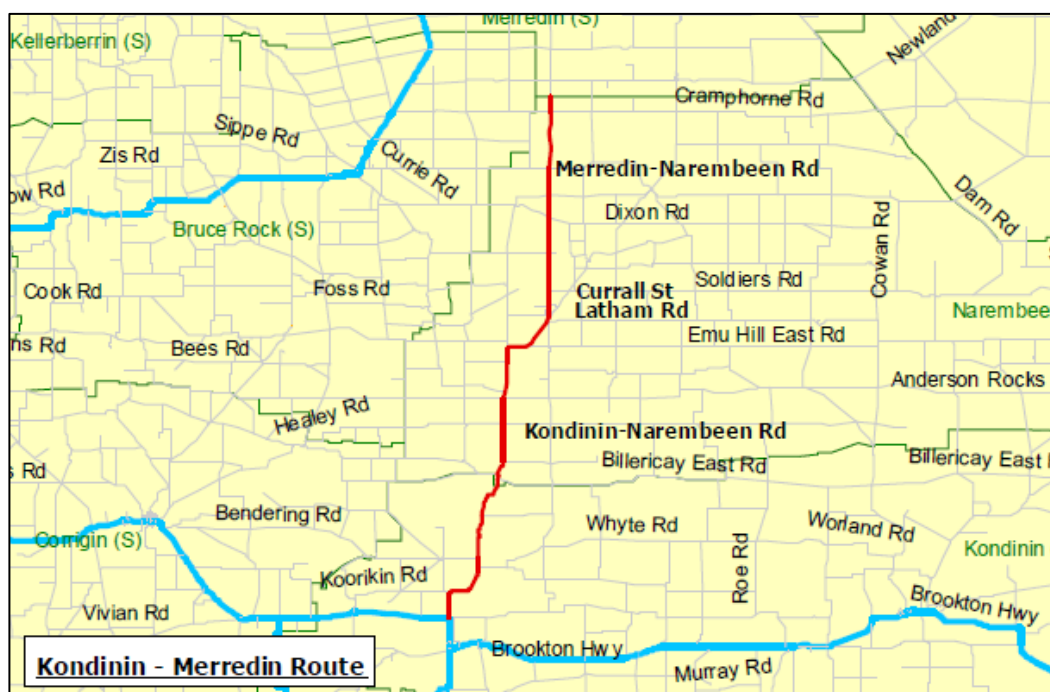 Merredin (S)
Kellerberrin (S)
Newland
Cramphorne Rd
Sippe Rd
Zis Rd
Currie Rd
Merredin-Narembeen Rd
ow Rd
Dam Rd
Dixon Rd
Bruce Rock (S)
Cowan Rd
Soldiers Rd
Cook Rd
Foss Rd
Currall St
Latham Rd
Narembee
Emu Hill East Rd
ns Rd
Bees Rd
Anderson Rocks
Healey Rd
Kondinin-Narembeen Rd
Billericay East Rd
Billericay East
s Rd
Bendering Rd
Whyte Rd
Worland Rd
Corrigin (S)
Kondinin
Koorikin Rd
Roe Rd
Vivian Rd
Brookton Hwy
Brookton Hwy
Murray Rd
Kondinin - Merredin Route